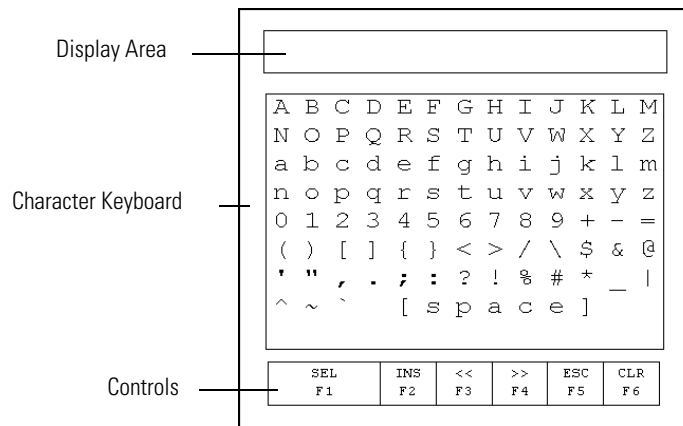 Display Area
A B C D E F G H I J K L M
N O P Q R S T U V W X Y Z
a b c d e f g h i j k l m
Character Keyboard
n o p q r s t u v w x y z
0 1 2 3 4 5 6 7 8 9 + - =
( ) [ ] { } < > / \ $ & @
' " , . ; : ? ! % # * _ |
^ ~ ` [ s p a c e ]
Controls
SEL INS << >> ESC CLR
F1 F2 F3 F4 F5 F6